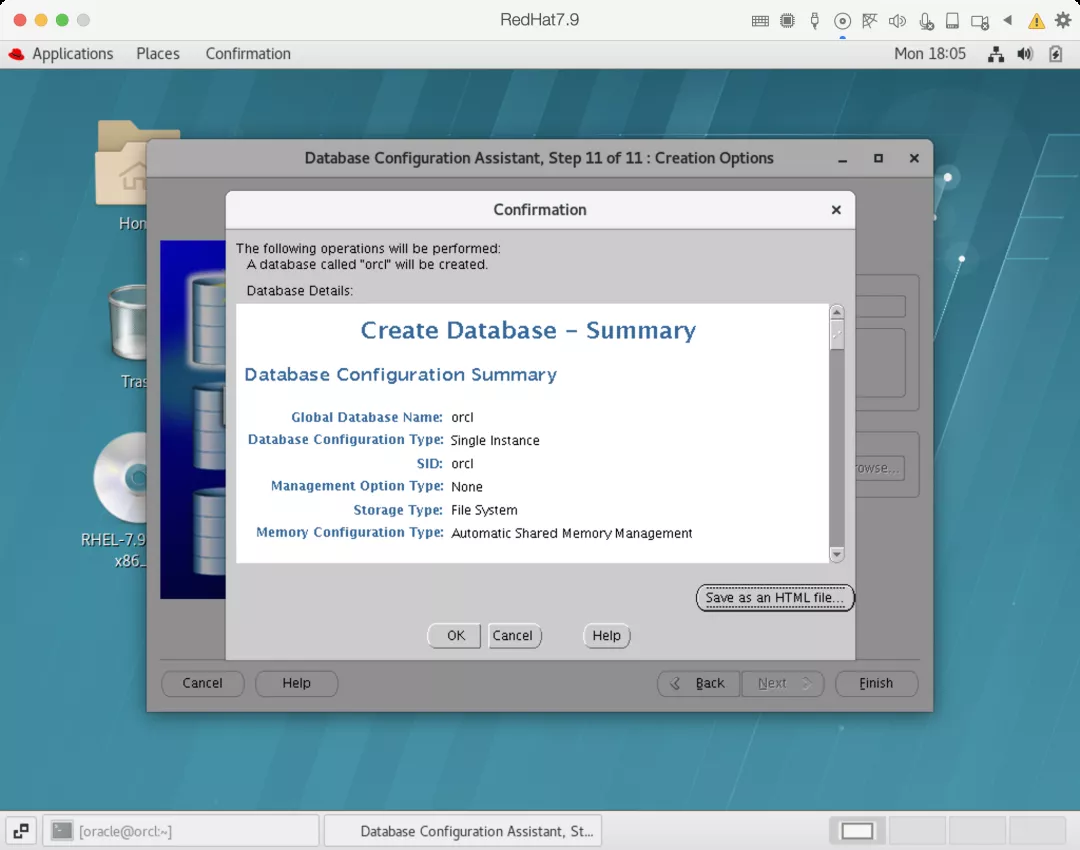 RedHat7.9
Applications Places Confirmation Mon 18:05
Database Configuration Assistant, Step 11 of 11 : Creation Options
Confirmation
The following operations will be performed:
A database called "orcl" will be created.
Database Details:
Create Database – Summary
Database Configuration Summary
Global Database Name: orcl
Database Configuration Type: Single Instance
SID: orcl
Management Option Type: None
Storage Type: File System
Memory Configuration Type: Automatic Shared Memory Management
Save as an HTML file...
OK Cancel Help
Cancel Help Back Next Finish
Hom
Tras
RHEL-7.9
x86_
owse...
[oracle@orcl:~] Database Configuration Assistant, St...